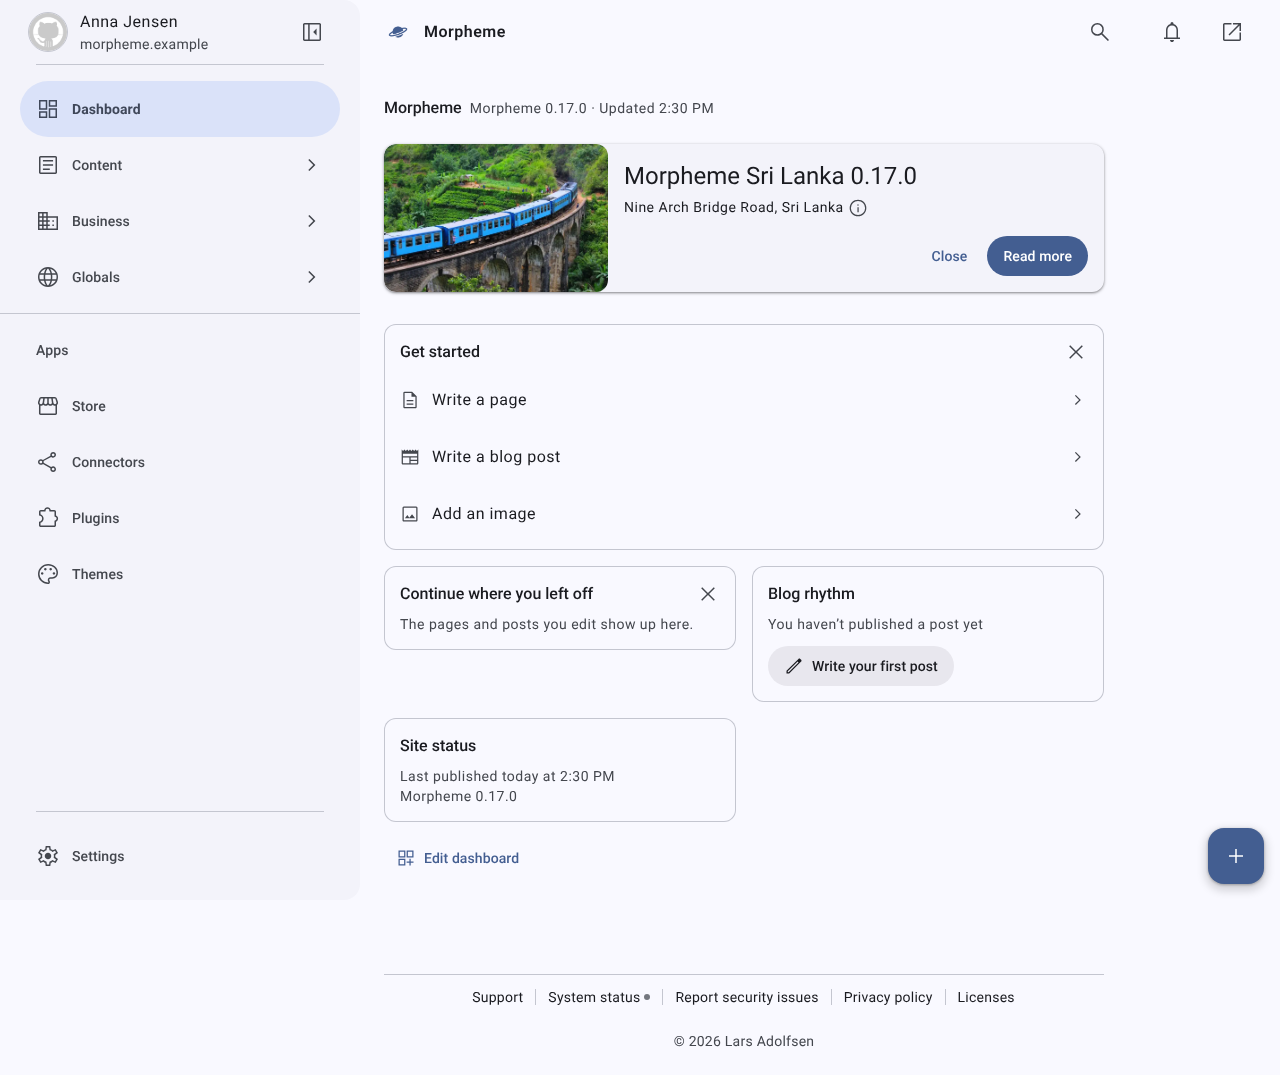 Anna Jensen
morpheme.example
Dashboard
Content
Business
Globals
Apps
Store
Connectors
Plugins
Themes
Settings
Morpheme
Morpheme Morpheme 0.17.0 · Updated 2:30 PM
Morpheme Sri Lanka 0.17.0
Nine Arch Bridge Road, Sri Lanka
Close
Read more
Get started
Write a page
Write a blog post
Add an image
Continue where you left off
The pages and posts you edit show up here.
Blog rhythm
You haven’t published a post yet
Write your first post
Site status
Last published today at 2:30 PM
Morpheme 0.17.0
Edit dashboard
Support
System status
Report security issues
Privacy policy
Licenses
© 2026 Lars Adolfsen